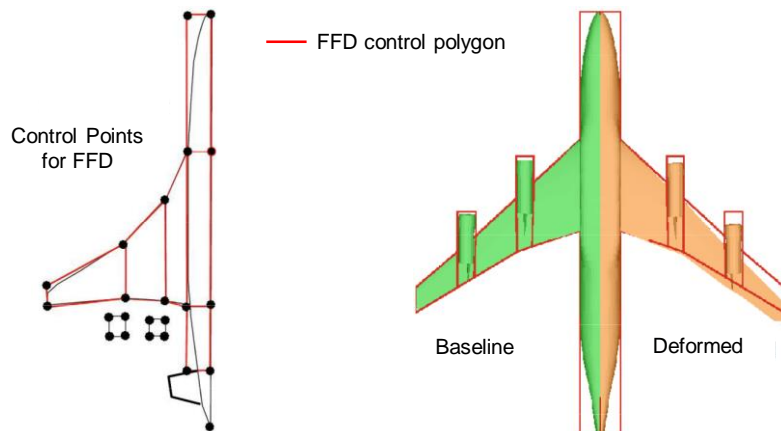 FFD control polygon
Control Points
for FFD
Baseline
Deformed